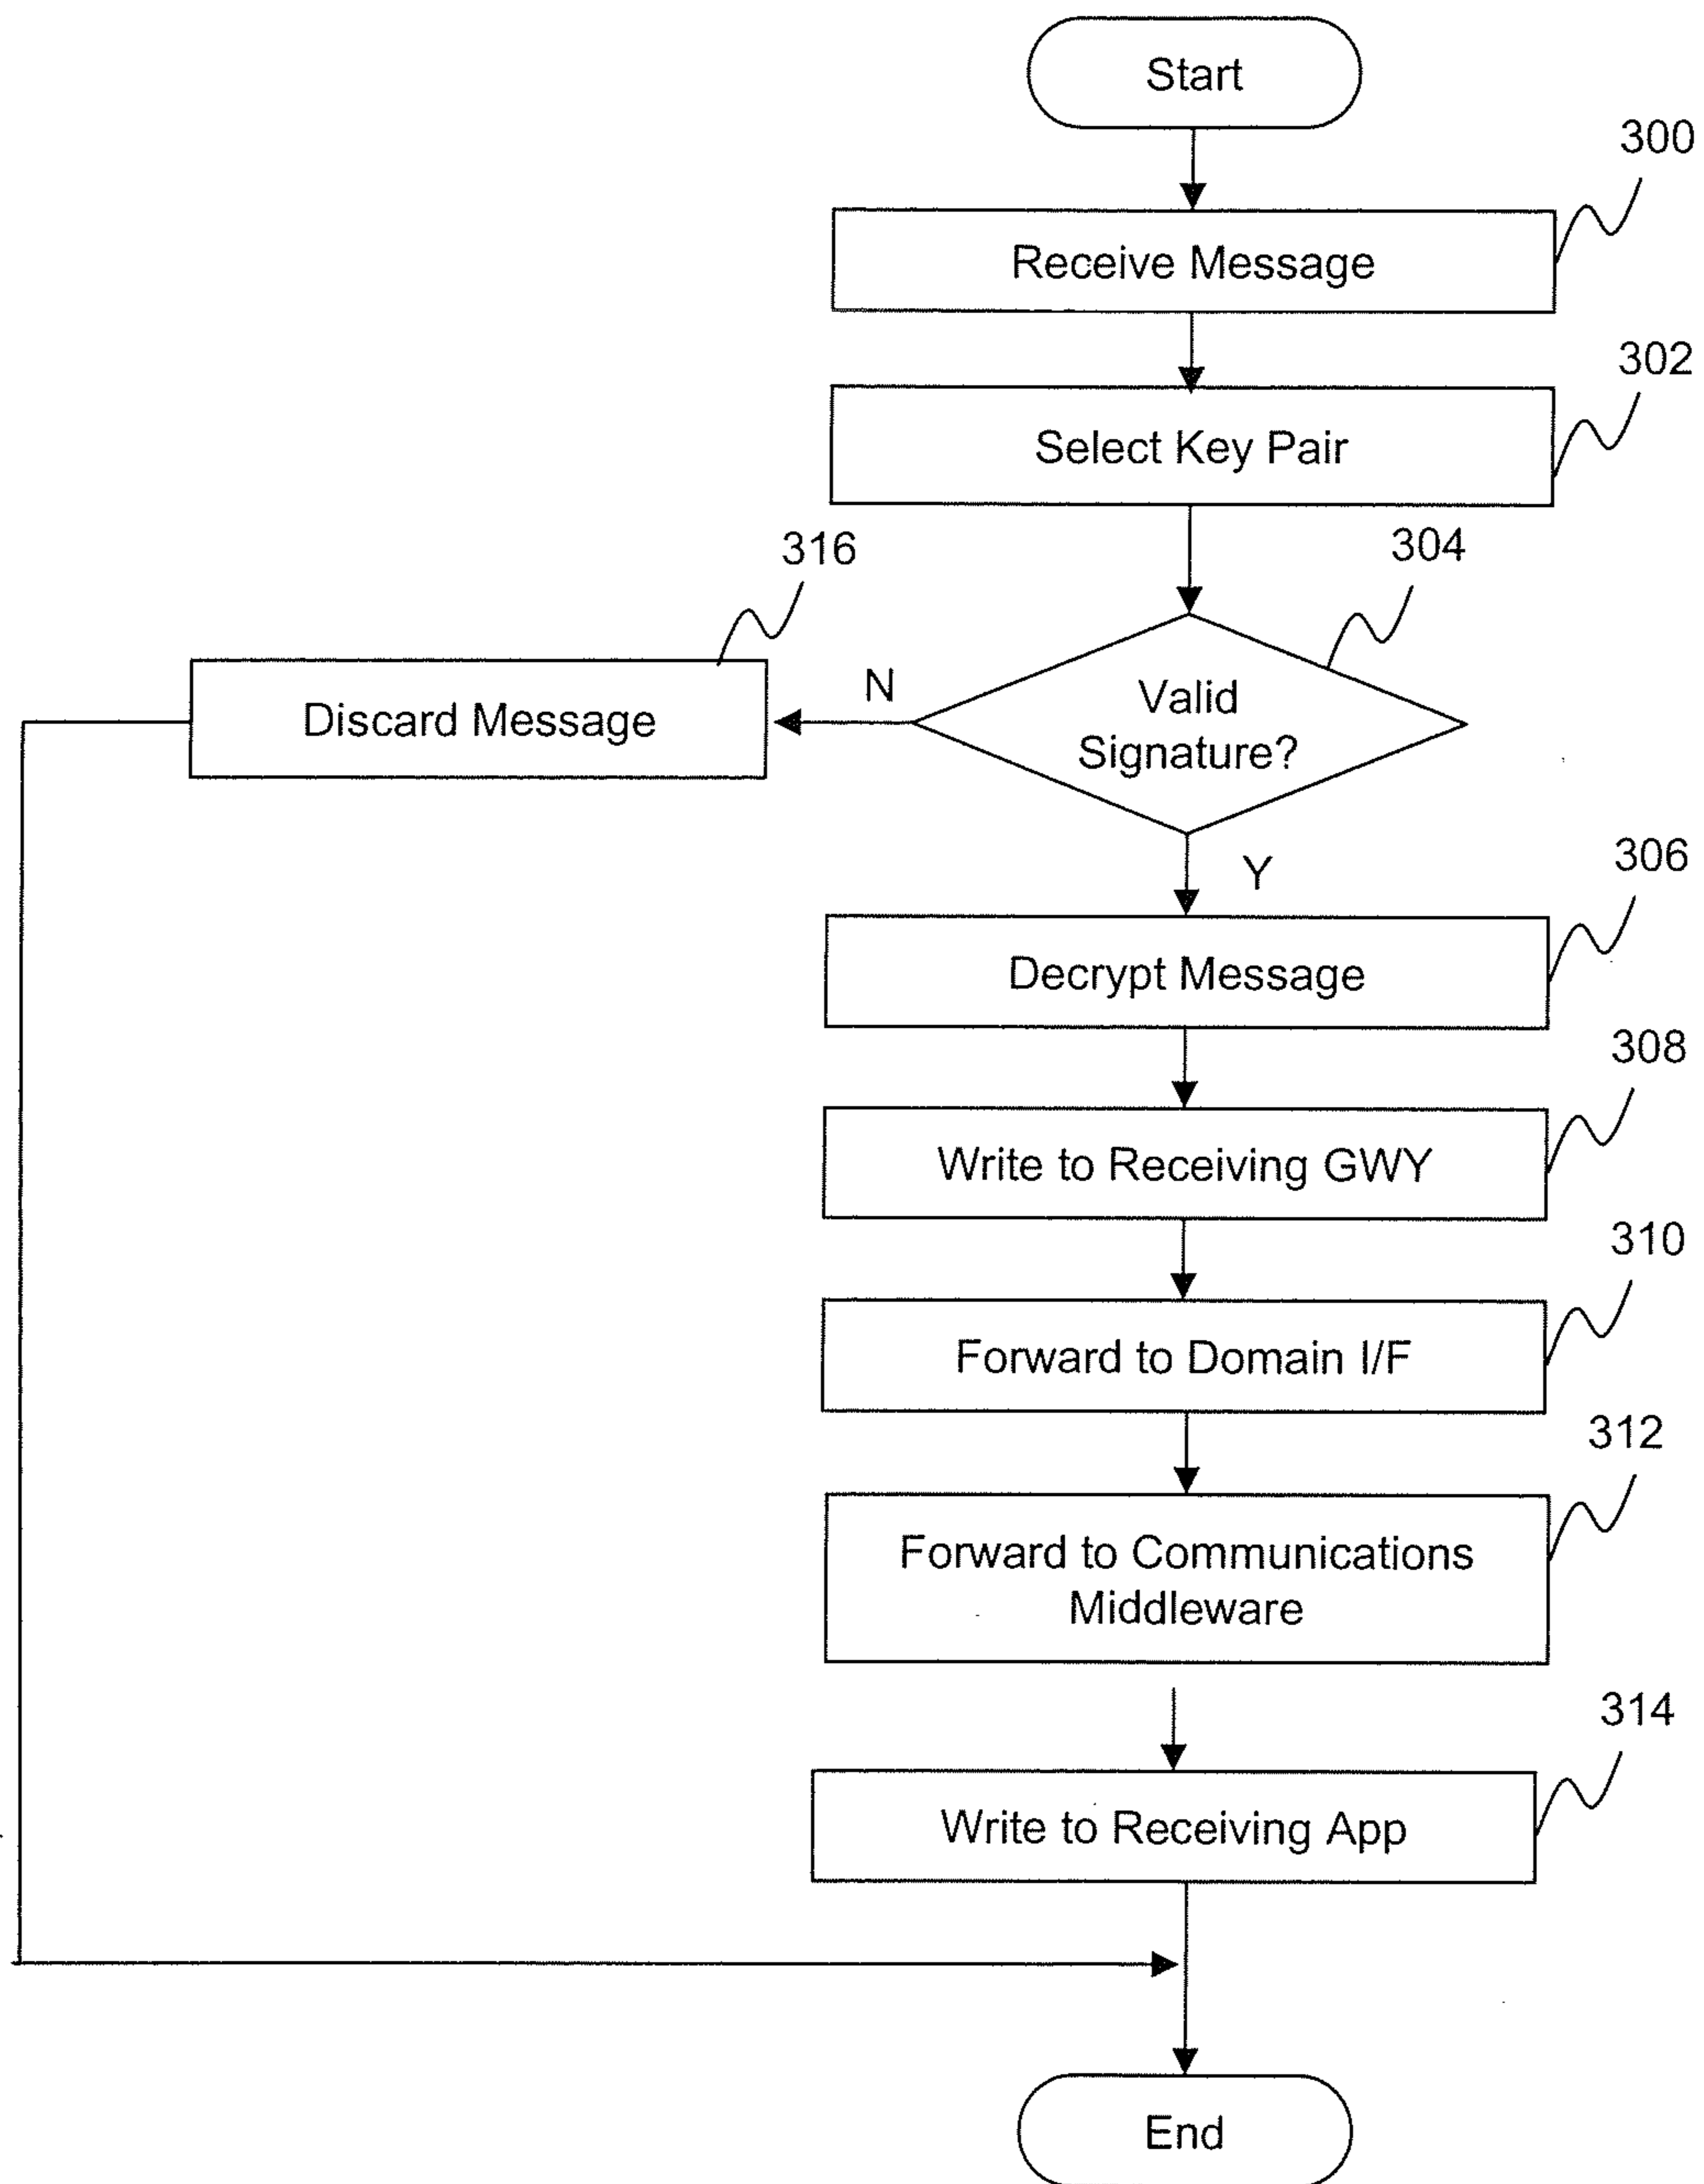 Start
300
Receive Message
302
Select Key Pair
316
304
Discard Message
N
Valid
Signature?
Y
306
Decrypt Message
308
Write to Receiving GWY
310
Forward to Domain I/F
312
Forward to Communications
Middleware
314
Write to Receiving App
End